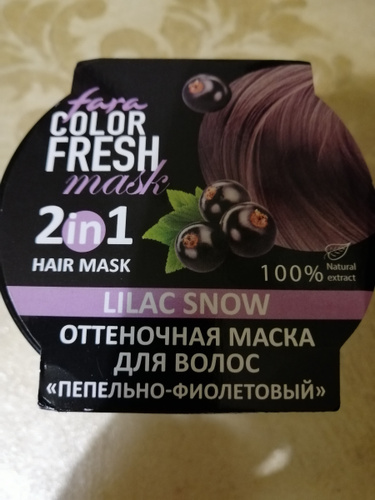 fara
COLOR
FRESH
mask
2in1
HAIR MASK
100% Natural extract
LILAC SNOW
ОТТЕНОЧНАЯ МАСКА
ДЛЯ ВОЛОС
«ПЕПЕЛЬНО-ФИОЛЕТОВЫЙ»